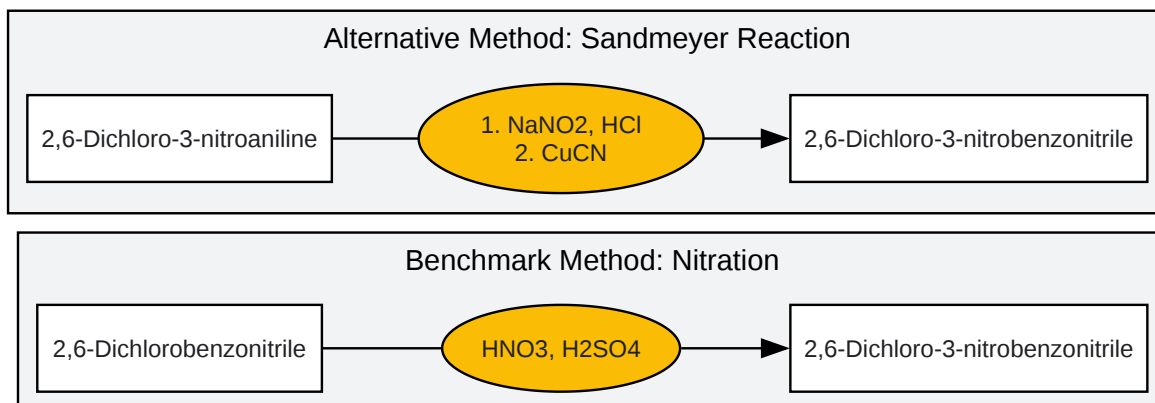 Alternative Method: Sandmeyer Reaction
2,6-Dichloro-3-nitroaniline
1. NaNO2, HCl
2. CuCN
2,6-Dichloro-3-nitrobenzonitrile
Benchmark Method: Nitration
2,6-Dichlorobenzonitrile
HNO3, H2SO4
2,6-Dichloro-3-nitrobenzonitrile